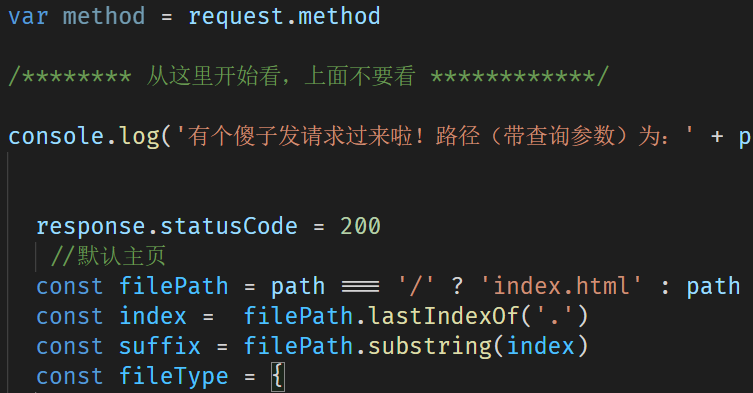 var method = request.method
/******** 从这里开始看，上面不要看 ************/
console.log('有个傻子发请求过来啦！路径（带查询参数）为：' + p
response.statusCode = 200
//默认主页
const filePath = path === '/' ? 'index.html' : path
const index =  filePath.lastIndexOf('.')
const suffix = filePath.substring(index)
const fileType = {